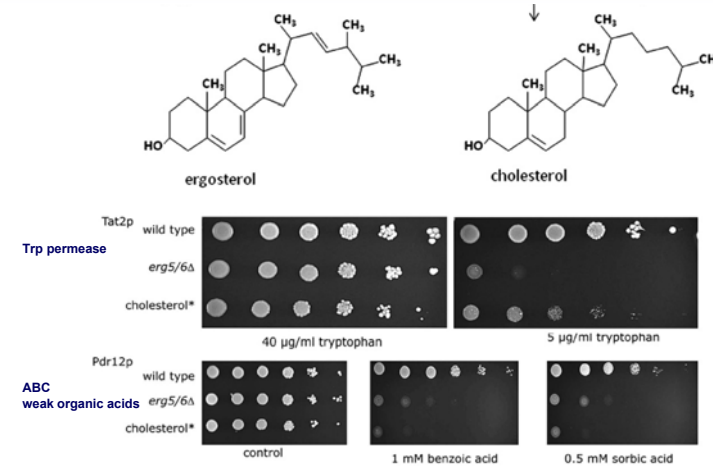 CH₃
CH₃
CH₃
CH₃
CH₃
CH₃
HO
ergosterol
CH₃
CH₃
CH₃
CH
CH₃
HO
cholesterol
Trp permease
Tat2p
wild type
erg5/6Δ
cholesterol*
40 µg/ml tryptophan
5 µg/ml tryptophan
ABC
weak organic acids
Pdr12p
wild type
erg5/6Δ
cholesterol*
control
1 mM benzoic acid
0.5 mM sorbic acid